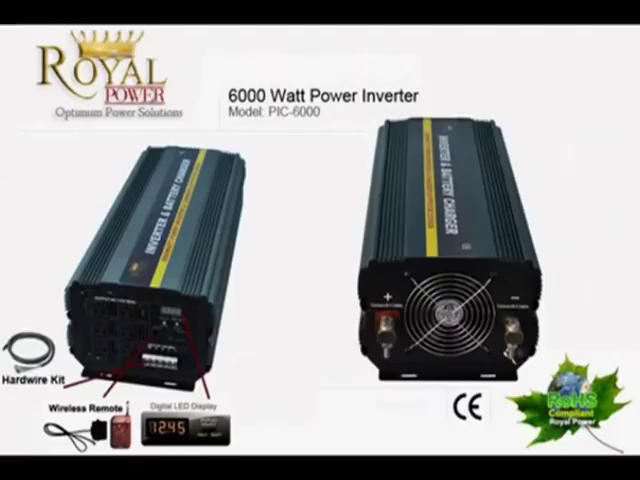 ROYAL
POWER
Optimum Power Solutions
6000 Watt Power Inverter
Model: PIC-6000
INVERTER & BATTERY CHARGER
INVERTER & BATTERY CHARGER
+
−
Hardwire Kit
Wireless Remote
Digital LED Display
12.45
CE
RoHS
Compliant
Royal Power